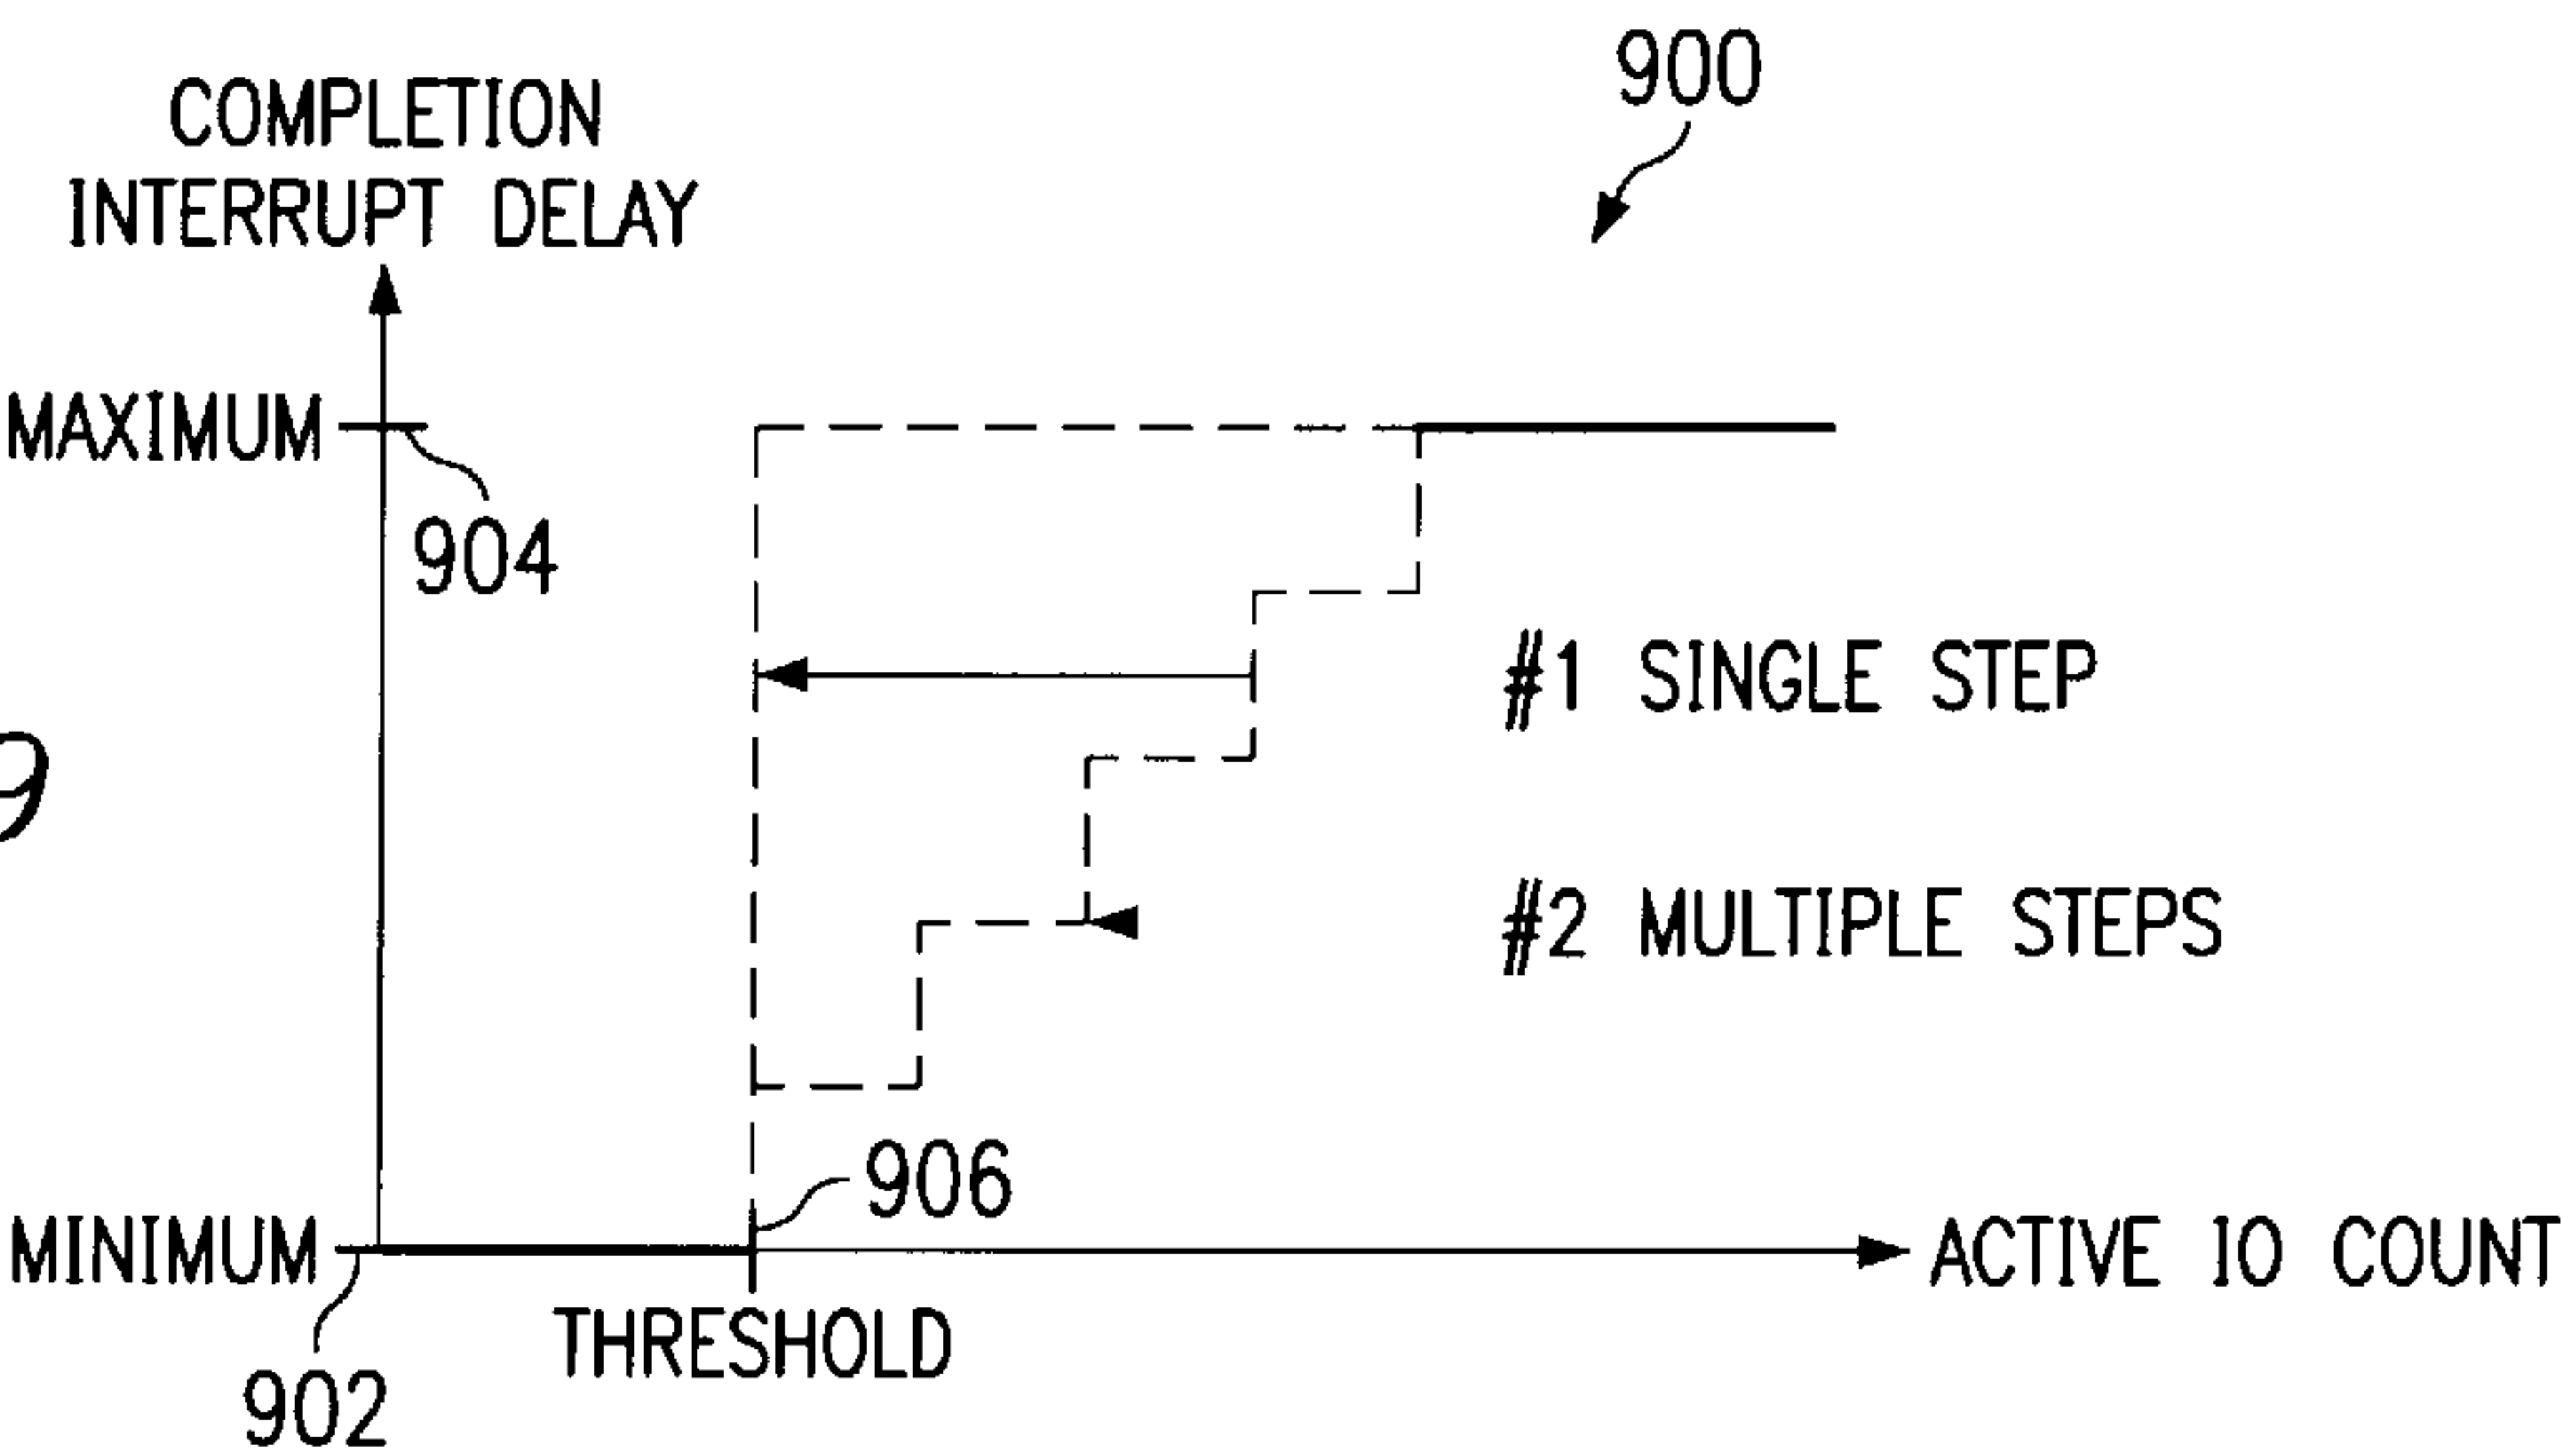 900
COMPLETION
INTERRUPT DELAY
MAXIMUM
904
#1 SINGLE STEP
9
#2 MULTIPLE STEPS
906
MINIMUM
ACTIVE IO COUNT
THRESHOLD
902